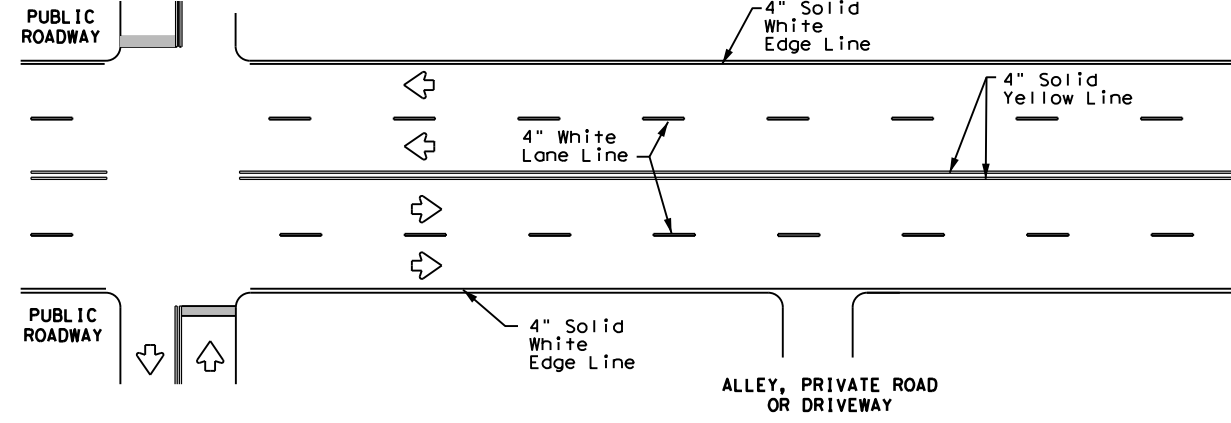 PUBLIC
ROADWAY
4" Solid
White
Edge Line
4" Solid
Yellow Line
4" White
Lane Line
PUBLIC
ROADWAY
4" Solid
White
Edge Line
ALLEY, PRIVATE ROAD
OR DRIVEWAY